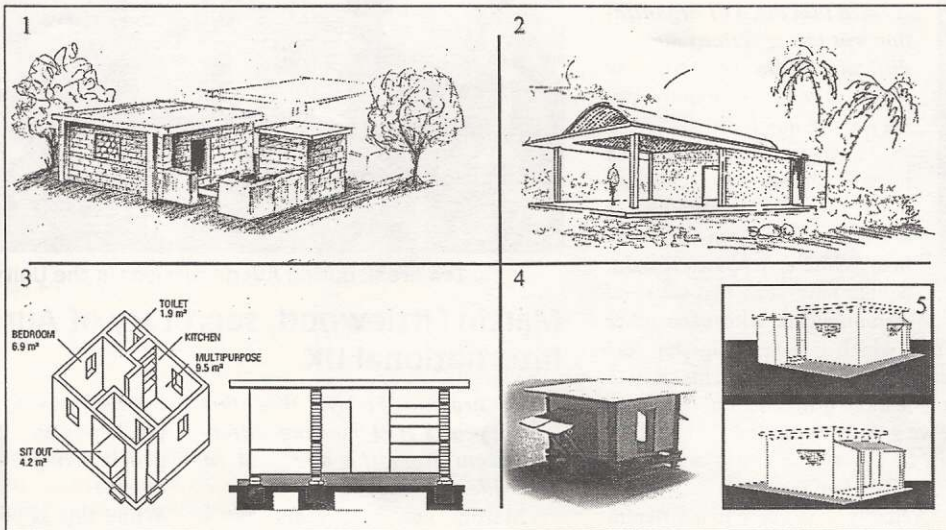 1
2
3
TOILET
1.9 m²
BEDROOM
6.9 m²
KITCHEN
MULTIPURPOSE
9.5 m²
SIT OUT
4.2 m²
4
5